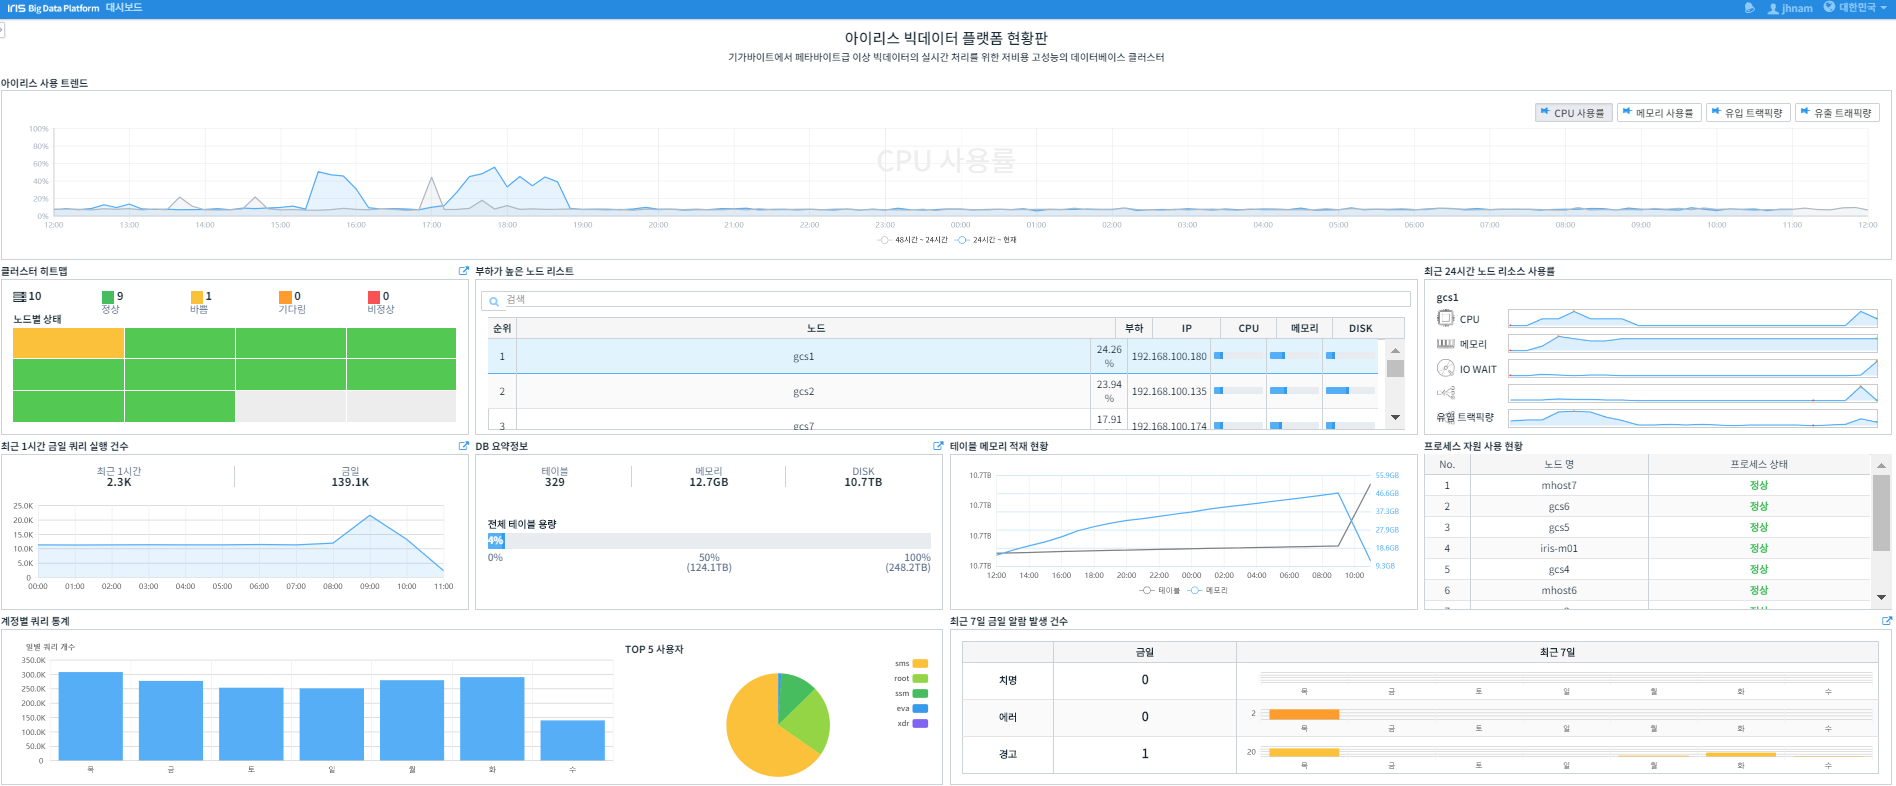 IRIS Big Data Platform 대시보드
jhnam 대한민국
아이리스 빅데이터 플랫폼 현황판
기가바이트에서 페타바이트급 이상 빅데이터의 실시간 처리를 위한 저비용 고성능의 데이터베이스 클러스터
아이리스 사용 트렌드
CPU 사용률 메모리 사용률 유입 트랙픽량 유출 트래픽량
CPU 사용률
100%
80%
60%
40%
20%
0%
12:00 13:00 14:00 15:00 16:00 17:00 18:00 19:00 20:00 21:00 22:00 23:00 00:00 01:00 02:00 03:00 04:00 05:00 06:00 07:00 08:00 09:00 10:00 11:00 12:00
48시간 ~ 24시간 24시간 ~ 현재
클러스터 히트맵
10 9 1 0 0
정상 바쁨 기다림 비정상
노드별 상태
부하가 높은 노드 리스트
검색
순위 노드 부하 IP CPU 메모리 DISK
1 gcs1 24.26 % 192.168.100.180
2 gcs2 23.94 % 192.168.100.135
3 gcs7 17.91 192.168.100.174
최근 24시간 노드 리소스 사용률
gcs1
CPU
메모리
IO WAIT
유입 트랙픽량
최근 1시간 금일 쿼리 실행 건수
최근 1시간 금일
2.3K 139.1K
25.0K
20.0K
15.0K
10.0K
5.0K
0
00:00 01:00 02:00 03:00 04:00 05:00 06:00 07:00 08:00 09:00 10:00 11:00
DB 요약정보
테이블 메모리 DISK
329 12.7GB 10.7TB
전체 테이블 용량
4%
0% 50% 100%
(124.1TB) (248.2TB)
테이블 메모리 적재 현황
10.7TB 55.9GB
46.6GB
10.7TB 37.3GB
10.7TB 27.9GB
18.6GB
10.7TB 9.3GB
12:00 14:00 16:00 18:00 20:00 22:00 00:00 02:00 04:00 06:00 08:00 10:00
테이블 메모리
프로세스 자원 사용 현황
No. 노드 명 프로세스 상태
1 mhost7 정상
2 gcs6 정상
3 gcs5 정상
4 iris-m01 정상
5 gcs4 정상
6 mhost6 정상
계정별 쿼리 통계
일별 쿼리 개수
350.0K
300.0K
250.0K
200.0K
150.0K
100.0K
50.0K
0
목 금 토 일 월 화 수
TOP 5 사용자
sms
root
ssm
eva
xdr
최근 7일 금일 알람 발생 건수
금일 최근 7일
치명 0
목 금 토 일 월 화 수
에러 0 2
목 금 토 일 월 화 수
경고 1 20
목 금 토 일 월 화 수